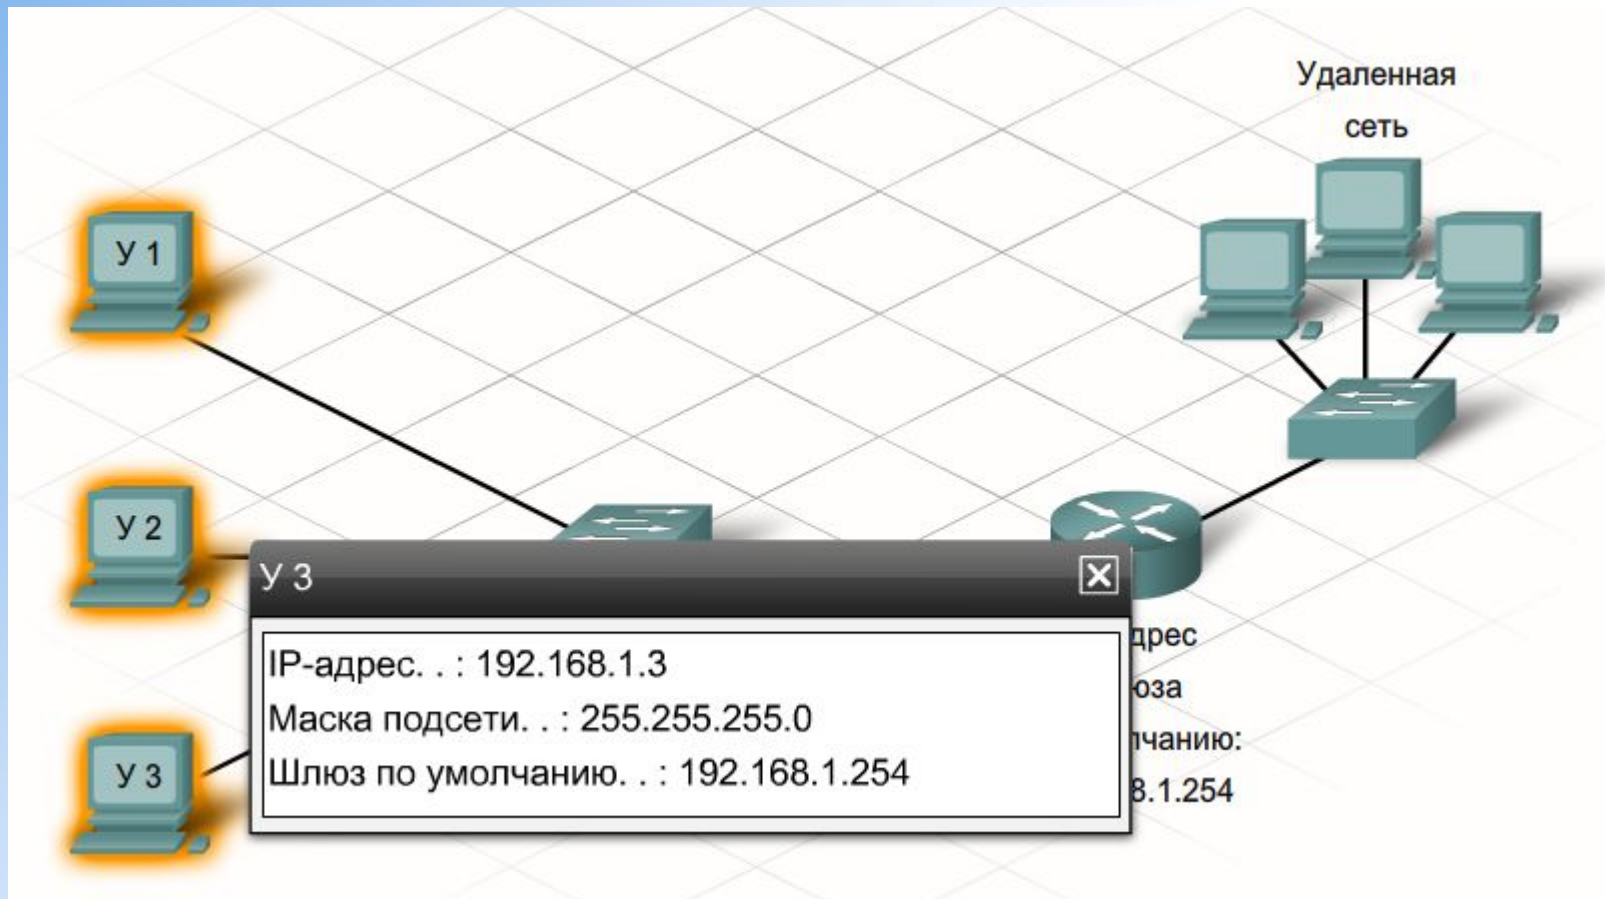 Удаленная
сеть
У 1
У 2
У 3
IP-адрес. . : 192.168.1.3
Маска подсети. . : 255.255.255.0
Шлюз по умолчанию. . : 192.168.1.254
У 3